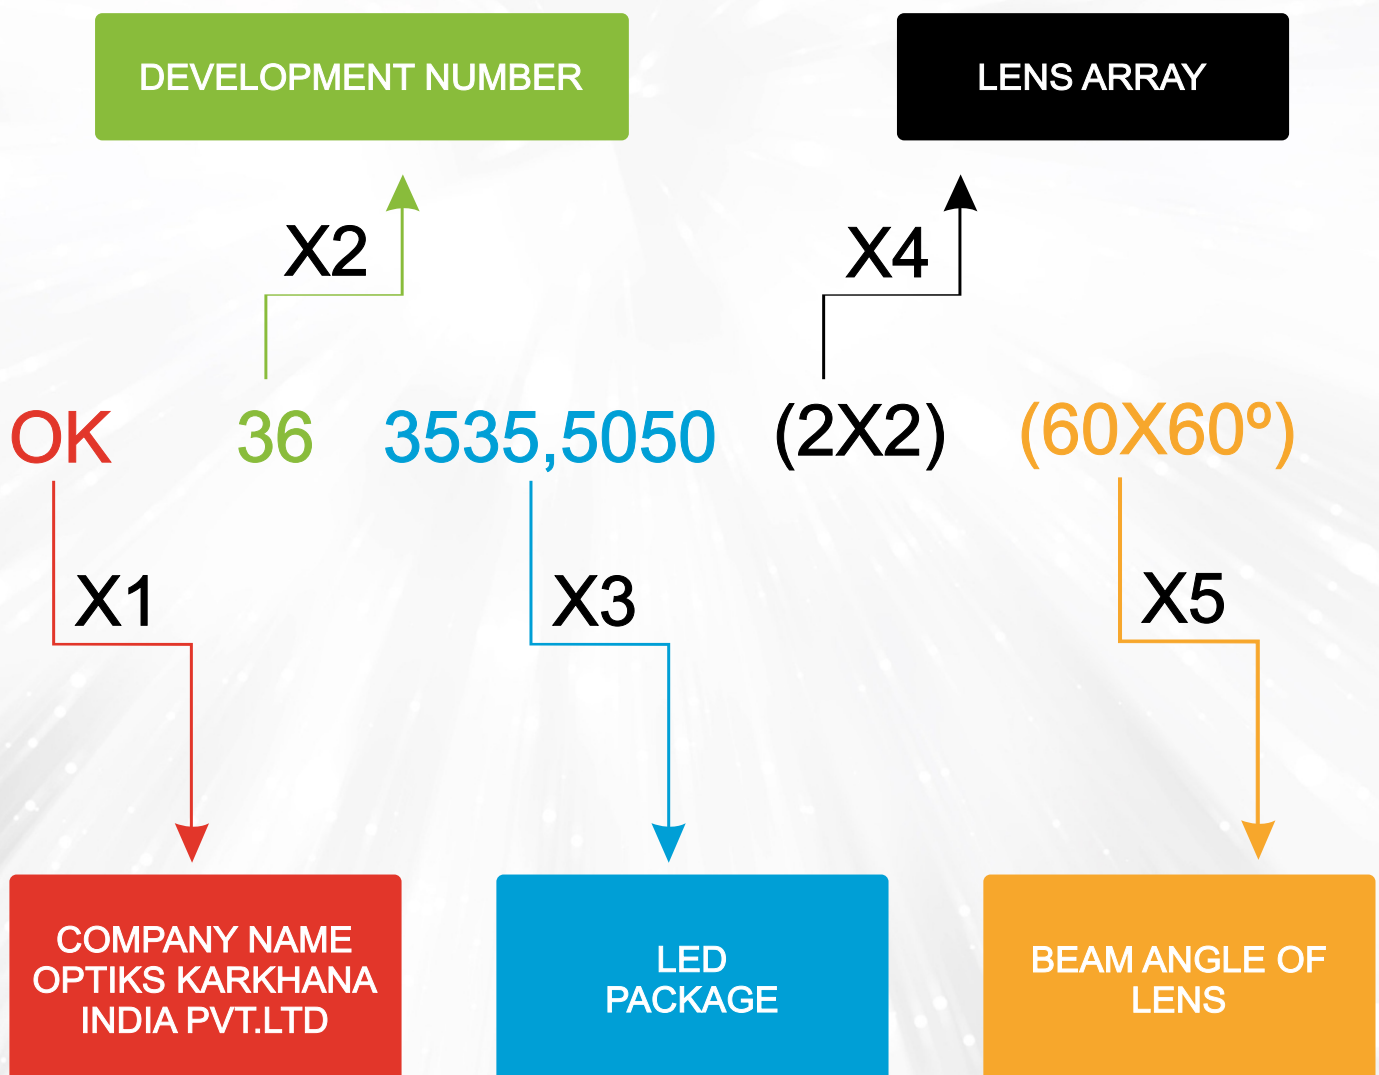 DEVELOPMENT NUMBER
LENS ARRAY
X2
X4
OK 36 3535,5050 (2X2) (60X60º)
X1
X3
X5
COMPANY NAME
OPTIKS KARKHANA
INDIA PVT.LTD
LED
PACKAGE
BEAM ANGLE OF
LENS